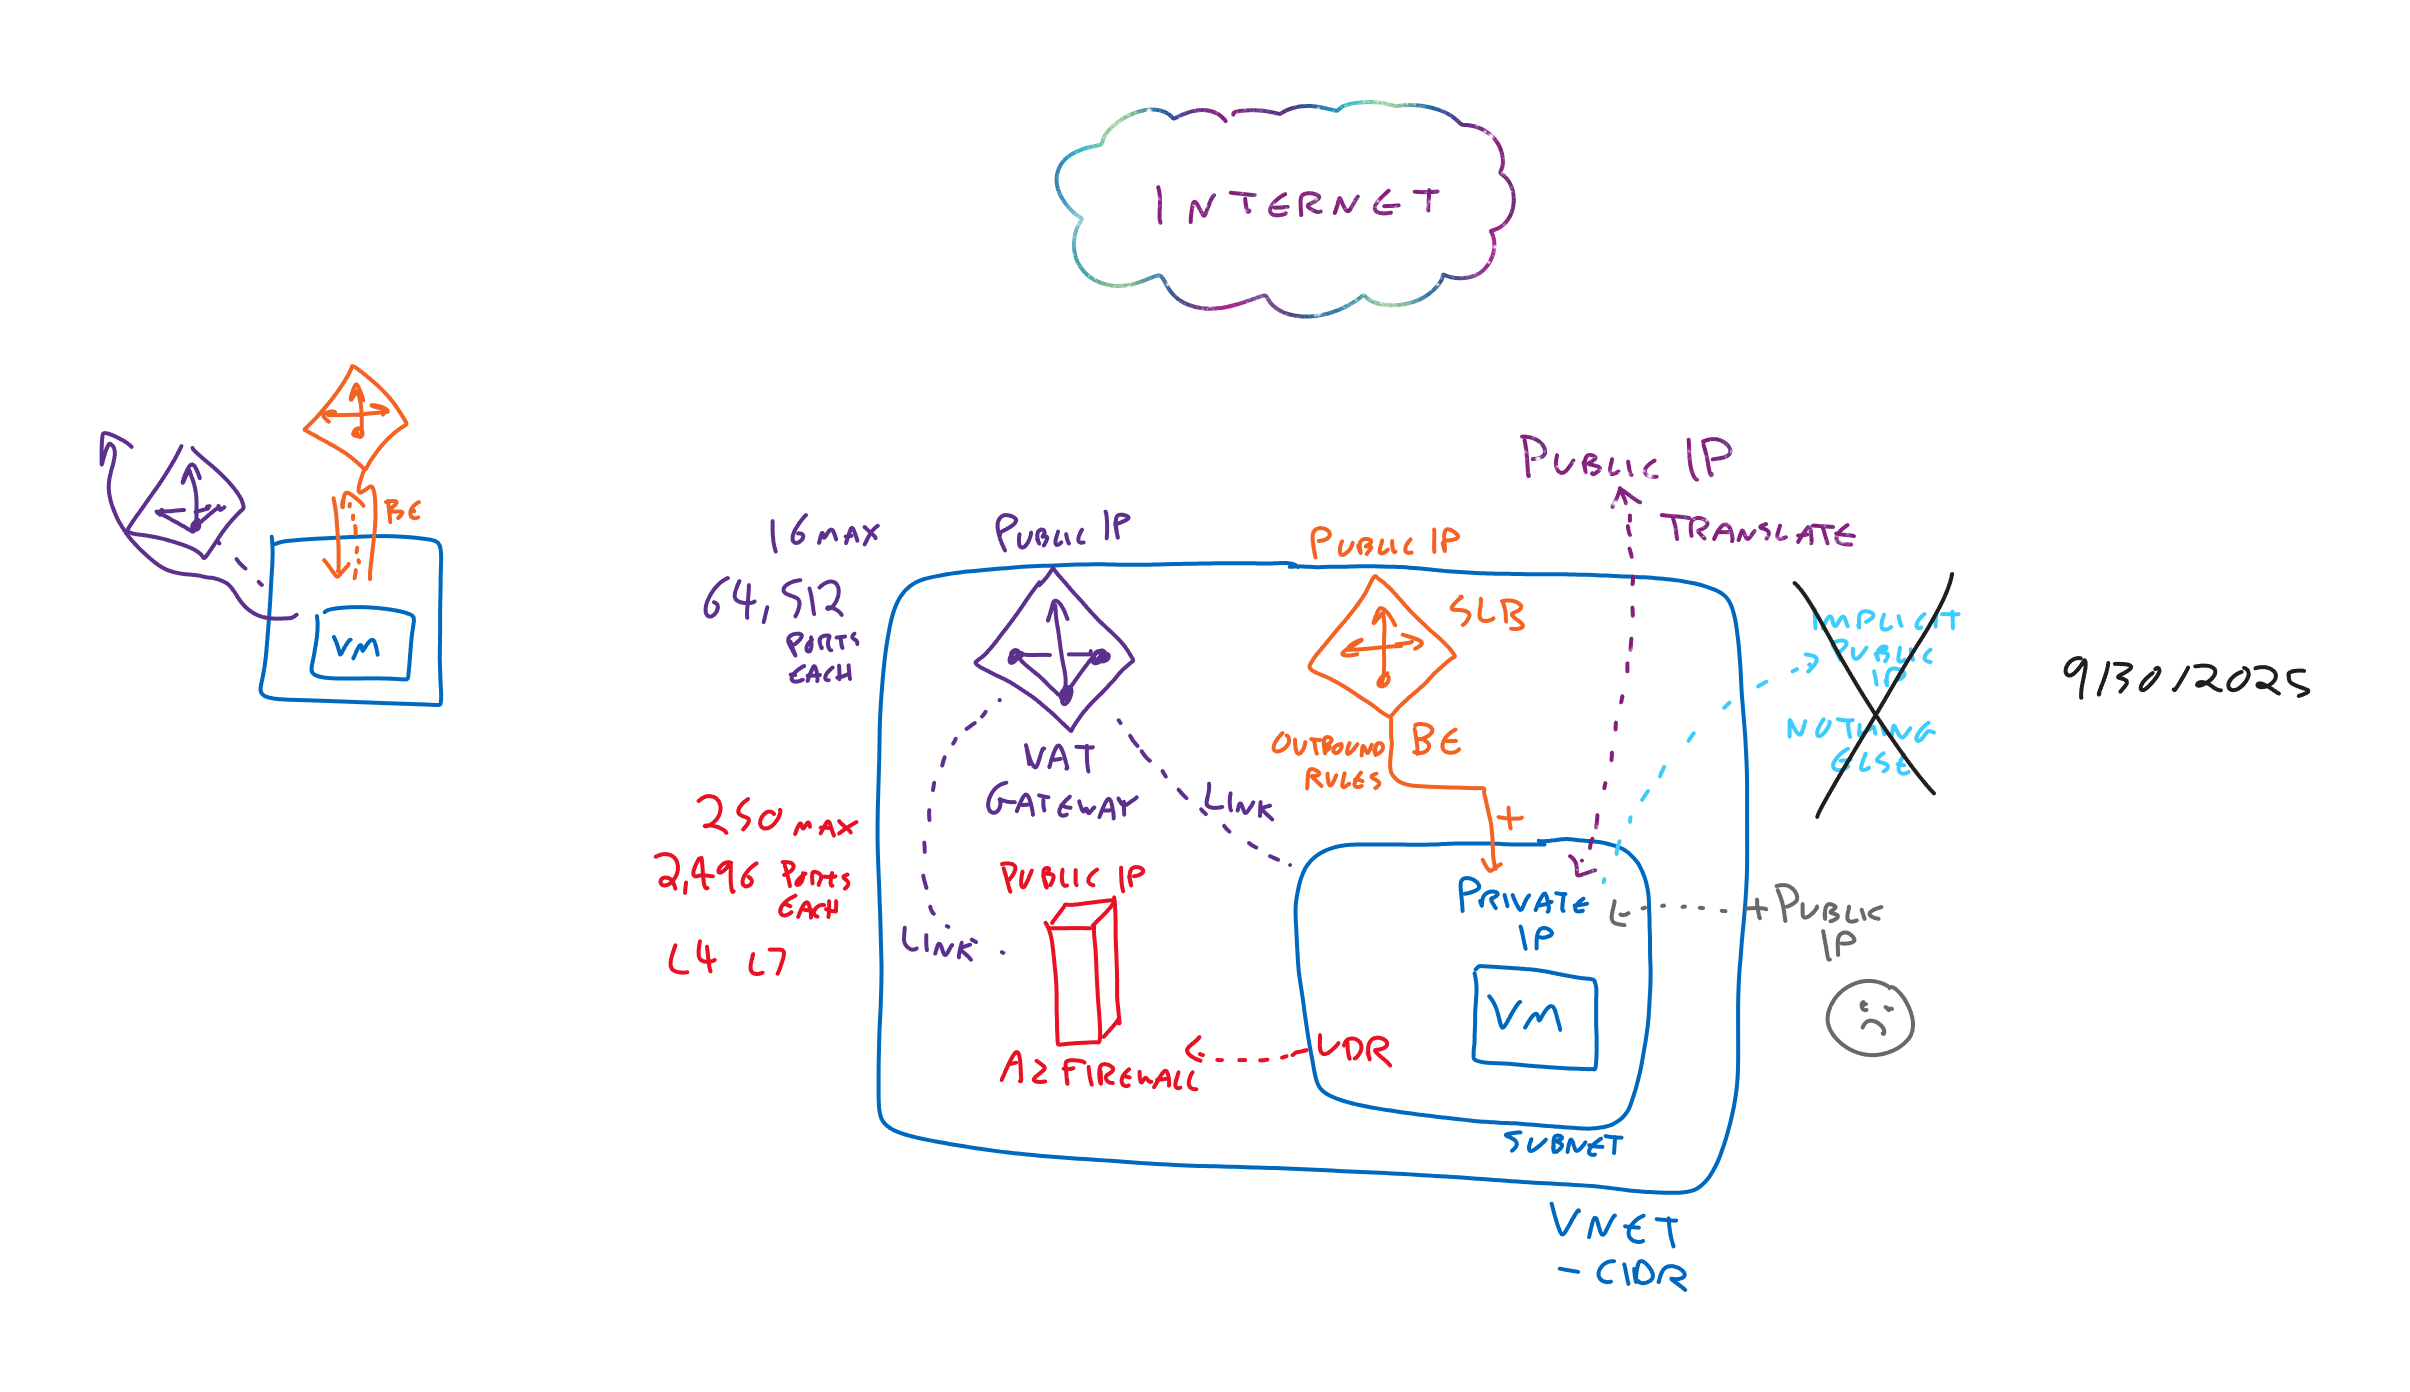 INTERNET
BE
VM
16 MAX
64,512
PORTS
EACH
PUBLIC IP
NAT
GATEWAY
LINK
LINK
PUBLIC IP
SLB
OUTBOUND
RULES
BE
+
PUBLIC IP
TRANSLATE
IMPLICIT
PUBLIC
IP
NOTHING
ELSE
9/30/2025
250 MAX
2,496 PORTS
EACH
L4 L7
PUBLIC IP
AZ FIREWALL
UDR
PRIVATE
IP
VM
+ PUBLIC
IP
SUBNET
VNET
- CIDR